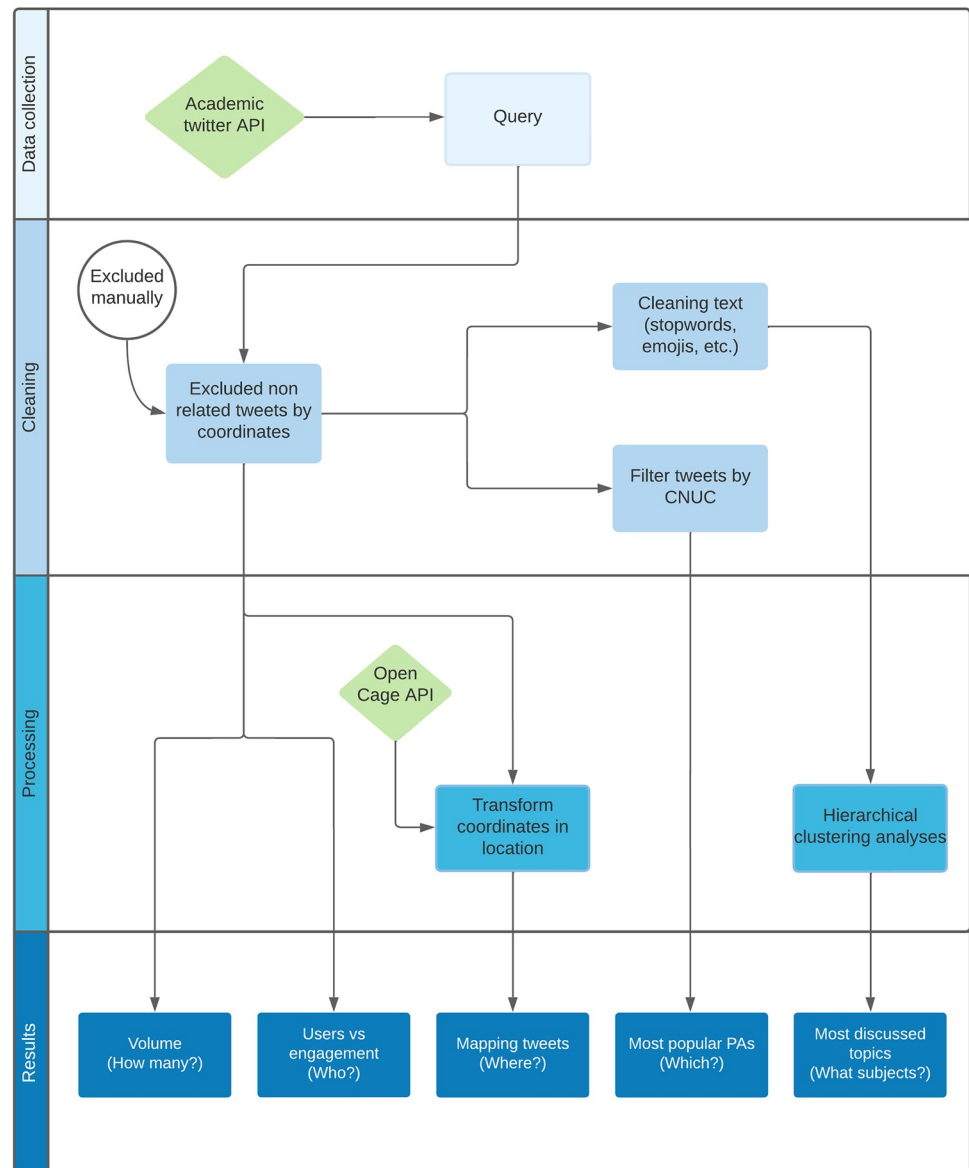 Data collection
Academic
twitter API
Query
Cleaning
Excluded
manually
Excluded non
related tweets by
coordinates
Cleaning text
(stopwords,
emojis, etc.)
Filter tweets by
CNUC
Processing
Open
Cage API
Transform
coordinates in
location
Hierarchical
clustering analyses
Results
Volume
(How many?)
Users vs
engagement
(Who?)
Mapping tweets
(Where?)
Most popular PAs
(Which?)
Most discussed
topics
(What subjects?)